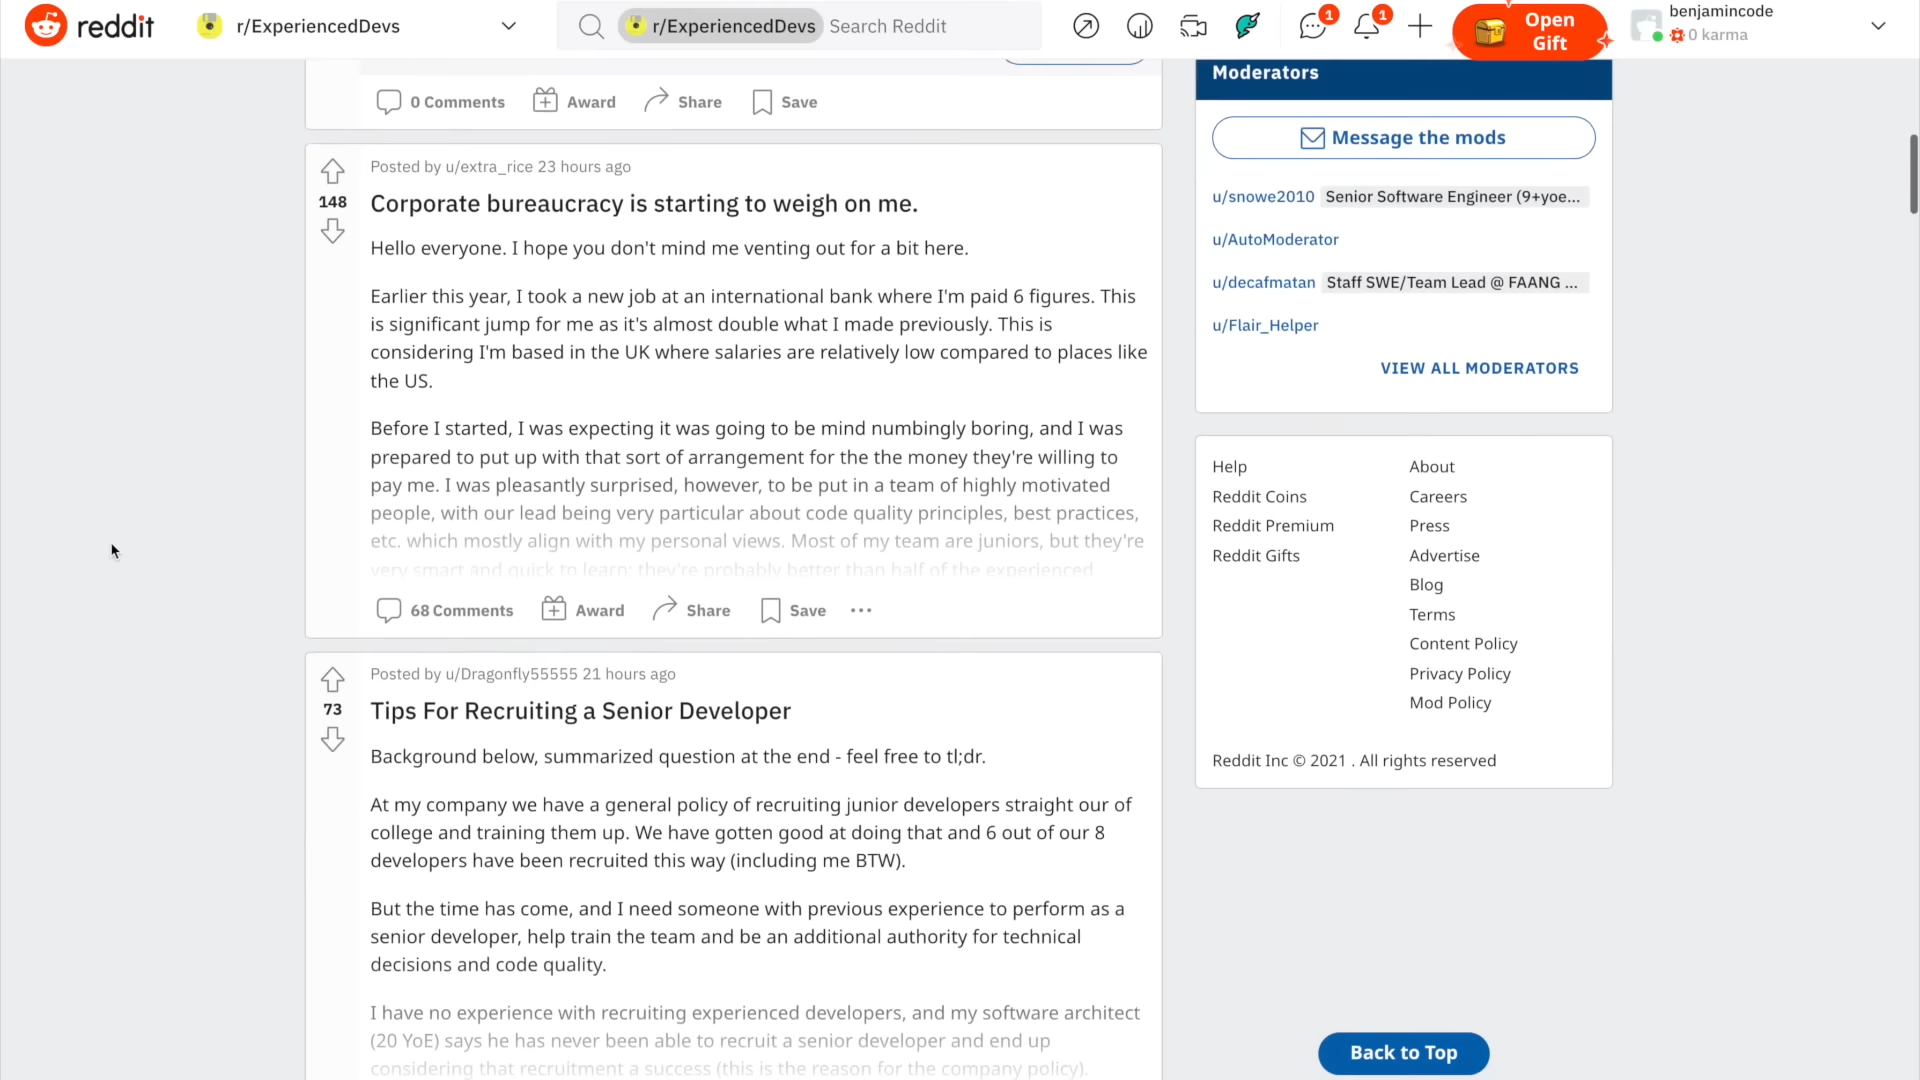 reddit
r/ExperiencedDevs
r/ExperiencedDevs Search Reddit
1
1
Open Gift
benjamincode
0 karma
0 Comments Award Share Save
Posted by u/extra_rice 23 hours ago
148
Corporate bureaucracy is starting to weigh on me.
Hello everyone. I hope you don't mind me venting out for a bit here.
Earlier this year, I took a new job at an international bank where I'm paid 6 figures. This
is significant jump for me as it's almost double what I made previously. This is
considering I'm based in the UK where salaries are relatively low compared to places like
the US.
Before I started, I was expecting it was going to be mind numbingly boring, and I was
prepared to put up with that sort of arrangement for the the money they're willing to
pay me. I was pleasantly surprised, however, to be put in a team of highly motivated
people, with our lead being very particular about code quality principles, best practices,
etc. which mostly align with my personal views. Most of my team are juniors, but they're
very smart and quick to learn; they're probably better than half of the experienced
68 Comments Award Share Save
Posted by u/Dragonfly55555 21 hours ago
73
Tips For Recruiting a Senior Developer
Background below, summarized question at the end - feel free to tl;dr.
At my company we have a general policy of recruiting junior developers straight our of
college and training them up. We have gotten good at doing that and 6 out of our 8
developers have been recruited this way (including me BTW).
But the time has come, and I need someone with previous experience to perform as a
senior developer, help train the team and be an additional authority for technical
decisions and code quality.
I have no experience with recruiting experienced developers, and my software architect
(20 YoE) says he has never been able to recruit a senior developer and end up
considering that recruitment a success (this is the reason for the company policy).
Moderators
Message the mods
u/snowe2010 Senior Software Engineer (9+yoe...
u/AutoModerator
u/decafmatan Staff SWE/Team Lead @ FAANG ...
u/Flair_Helper
VIEW ALL MODERATORS
Help
Reddit Coins
Reddit Premium
Reddit Gifts
About
Careers
Press
Advertise
Blog
Terms
Content Policy
Privacy Policy
Mod Policy
Reddit Inc © 2021 . All rights reserved
Back to Top